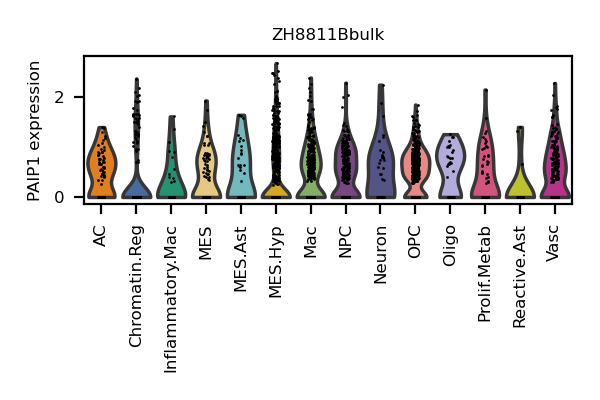 ZH8811Bbulk
PAIP1 expression
2
0
AC
Chromatin.Reg
Inflammatory.Mac
MES
MES.Ast
MES.Hyp
Mac
NPC
Neuron
OPC
Oligo
Prolif.Metab
Reactive.Ast
Vasc